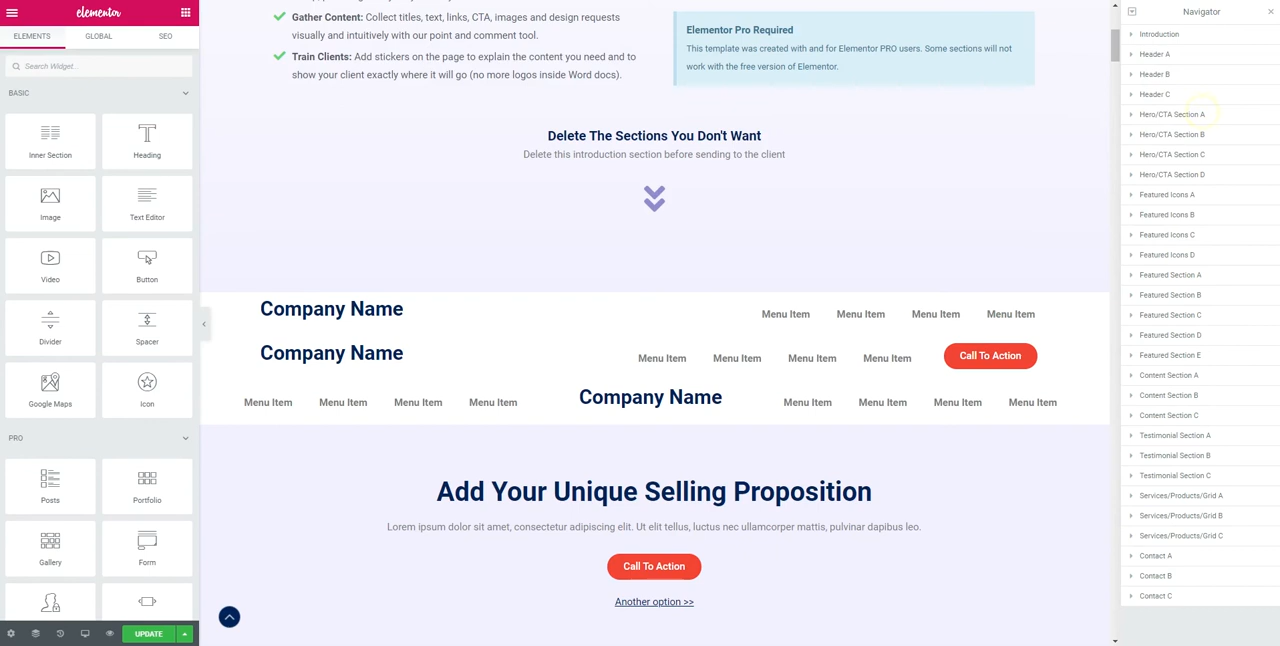 elementor
ELEMENTS GLOBAL SEO
Search Widget...
BASIC
Inner Section Heading
Image Text Editor
Video Button
Divider Spacer
Google Maps Icon
PRO
Posts Portfolio
Gallery Form
UPDATE
Gather Content: Collect titles, text, links, CTA, images and design requests
visually and intuitively with our point and comment tool.
Train Clients: Add stickers on the page to explain the content you need and to
show your client exactly where it will go (no more logos inside Word docs).
Elementor Pro Required
This template was created with and for Elementor PRO users. Some sections will not
work with the free version of Elementor.
Delete The Sections You Don't Want
Delete this introduction section before sending to the client
Company Name Menu Item Menu Item Menu Item Menu Item
Company Name Menu Item Menu Item Menu Item Menu Item Call To Action
Menu Item Menu Item Menu Item Menu Item Company Name Menu Item Menu Item Menu Item Menu Item
Add Your Unique Selling Proposition
Lorem ipsum dolor sit amet, consectetur adipiscing elit. Ut elit tellus, luctus nec ullamcorper mattis, pulvinar dapibus leo.
Call To Action
Another option >>
Navigator
Introduction
Header A
Header B
Header C
Hero/CTA Section A
Hero/CTA Section B
Hero/CTA Section C
Hero/CTA Section D
Featured Icons A
Featured Icons B
Featured Icons C
Featured Icons D
Featured Section A
Featured Section B
Featured Section C
Featured Section D
Featured Section E
Content Section A
Content Section B
Content Section C
Testimonial Section A
Testimonial Section B
Testimonial Section C
Services/Products/Grid A
Services/Products/Grid B
Services/Products/Grid C
Contact A
Contact B
Contact C